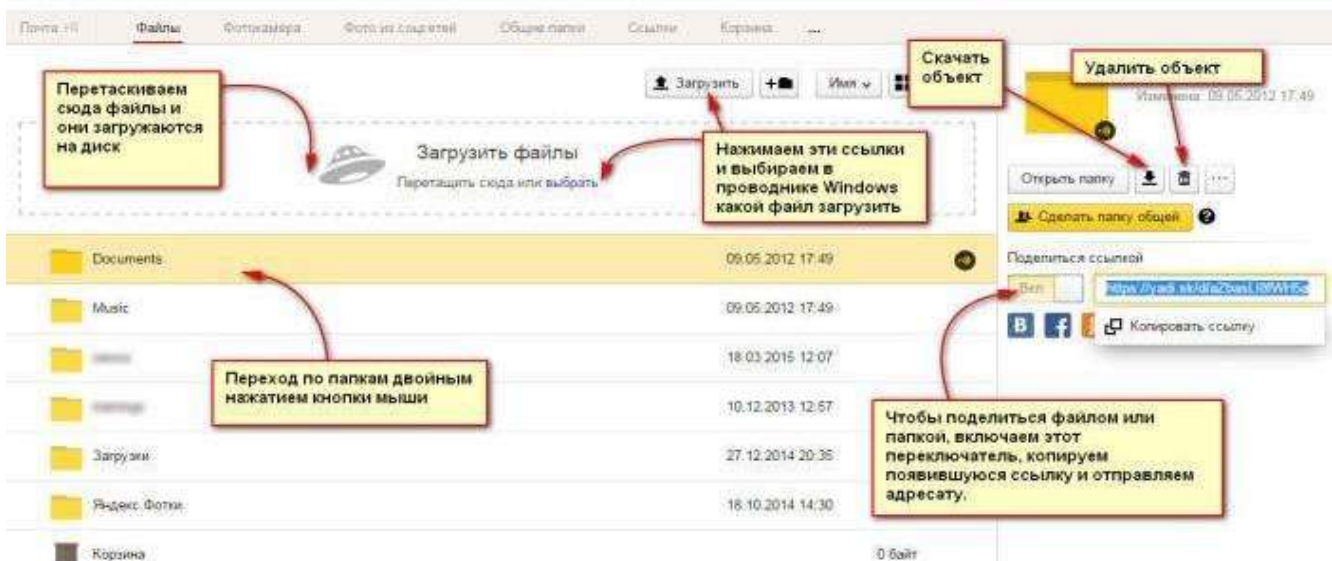 Почта +6
Файлы
Фотокамера
Фото из соцсетей
Общие папки
Ссылки
Корзина
...
Перетаскиваем
сюда файлы и
они загружаются
на диск
Загрузить
Имя
Скачать
объект
Удалить объект
Изменена: 09.05.2012 17:49
Загрузить файлы
Перетащить сюда или выбрать
Нажимаем эти ссылки
и выбираем в
проводнике Windows
какой файл загрузить
Открыть папку
...
Сделать папку общей
Поделиться ссылкой
Вкл
Копировать ссылку
Documents 09.05.2012 17:49
Music 09.05.2012 17:49
18.03.2015 12:07
Переход по папкам двойным
нажатием кнопки мыши
10.12.2013 12:57
Загрузки 27.12.2014 20:35
Яндекс.Фотки 18.10.2014 14:30
Корзина 0 байт
Чтобы поделиться файлом или
папкой, включаем этот
переключатель, копируем
появившуюся ссылку и отправляем
адресату.